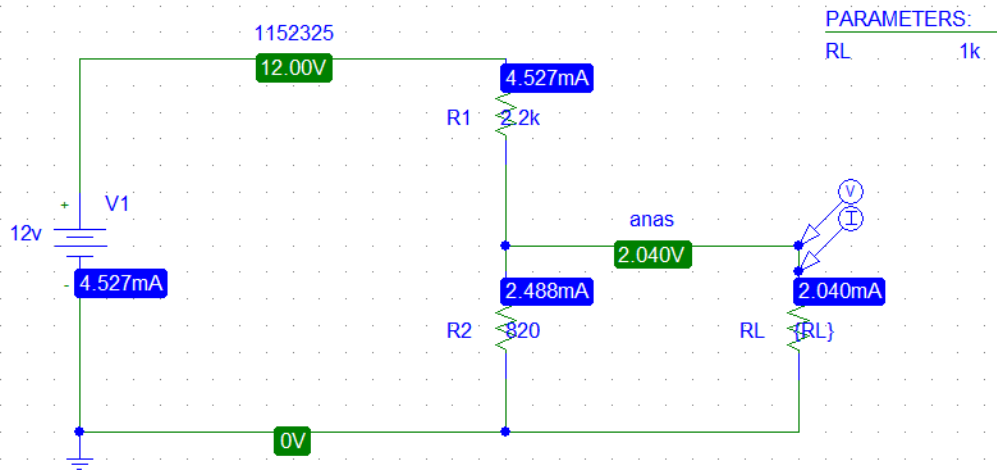 PARAMETERS:
RL 1k
1152325
12.00V
4.527mA
R1 2.2k
V
I
+ V1
12v
- 4.527mA
anas
2.040V
2.488mA
2.040mA
R2 820
RL {RL}
0V